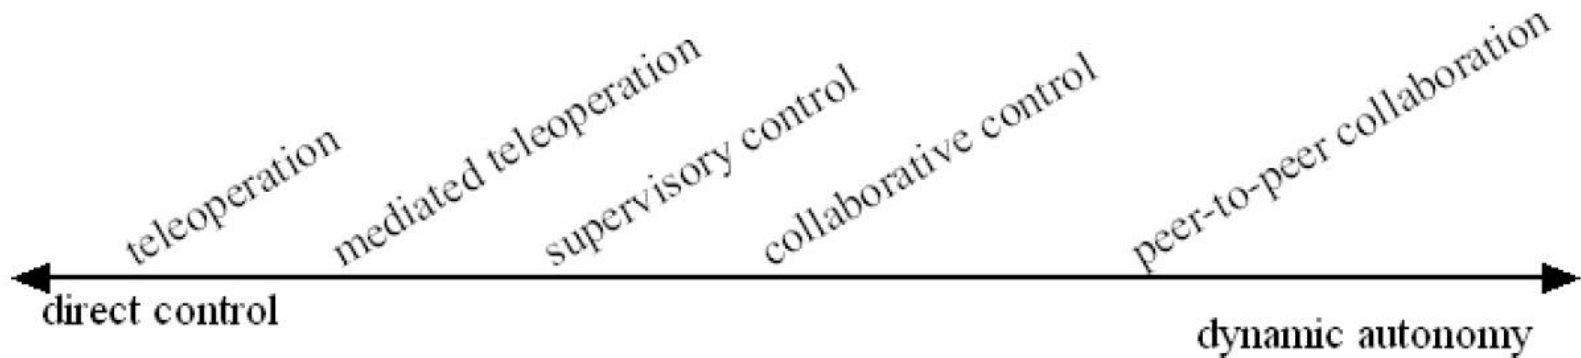 teleoperation
mediated teleoperation
supervisory control
collaborative control
peer-to-peer collaboration
direct control
dynamic autonomy